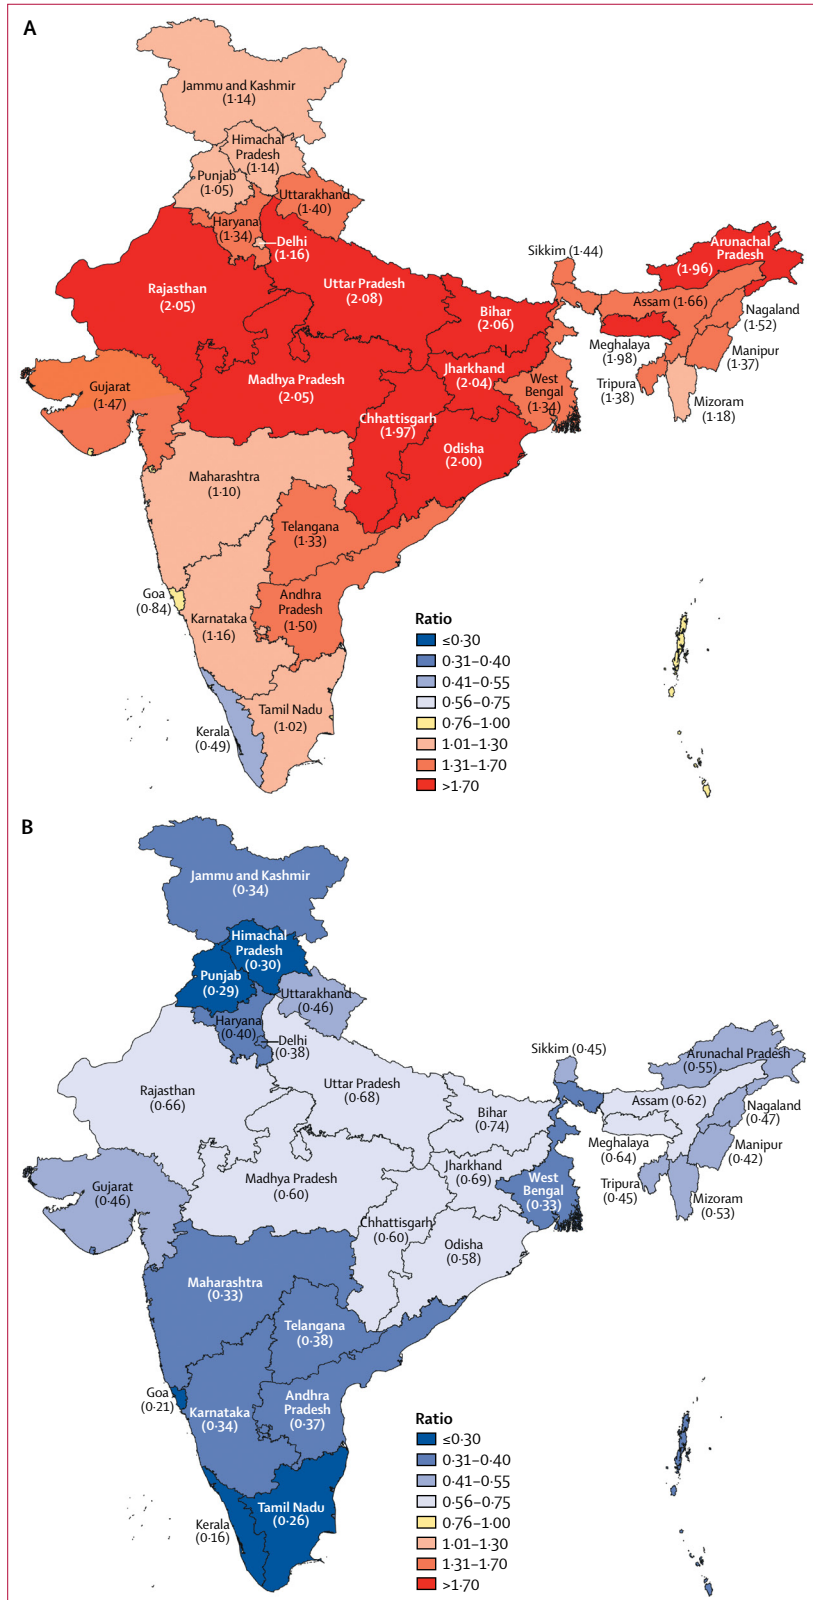 A
Jammu and Kashmir
(1·14)
Himachal
Pradesh
(1·14)
Punjab
(1·05)
Uttarakhand
(1·40)
Haryana
(1·34)
Delhi
(1·16)
Rajasthan
(2·05)
Uttar Pradesh
(2·08)
Bihar
(2·06)
Sikkim (1·44)
Arunachal
Pradesh
(1·96)
Assam (1·66)
Nagaland
(1·52)
Meghalaya
(1·98)
Manipur
(1·37)
Tripura
(1·38)
Mizoram
(1·18)
Gujarat
(1·47)
Madhya Pradesh
(2·05)
Jharkhand
(2·04)
West
Bengal
(1·34)
Chhattisgarh
(1·97)
Odisha
(2·00)
Maharashtra
(1·10)
Telangana
(1·33)
Goa
(0·84)
Karnataka
(1·16)
Andhra
Pradesh
(1·50)
Kerala
(0·49)
Tamil Nadu
(1·02)
Ratio
≤0·30
0·31–0·40
0·41–0·55
0·56–0·75
0·76–1·00
1·01–1·30
1·31–1·70
>1·70
B
Jammu and Kashmir
(0·34)
Himachal
Pradesh
(0·30)
Punjab
(0·29)
Uttarakhand
(0·46)
Haryana
(0·40)
Delhi
(0·38)
Rajasthan
(0·66)
Uttar Pradesh
(0·68)
Bihar
(0·74)
Sikkim (0·45)
Arunachal Pradesh
(0·55)
Assam (0·62)
Nagaland
(0·47)
Meghalaya
(0·64)
Manipur
(0·42)
Tripura
(0·45)
Mizoram
(0·53)
Gujarat
(0·46)
Madhya Pradesh
(0·60)
Jharkhand
(0·69)
West
Bengal
(0·33)
Chhattisgarh
(0·60)
Odisha
(0·58)
Maharashtra
(0·33)
Telangana
(0·38)
Goa
(0·21)
Karnataka
(0·34)
Andhra
Pradesh
(0·37)
Kerala
(0·16)
Tamil Nadu
(0·26)
Ratio
≤0·30
0·31–0·40
0·41–0·55
0·56–0·75
0·76–1·00
1·01–1·30
1·31–1·70
>1·70